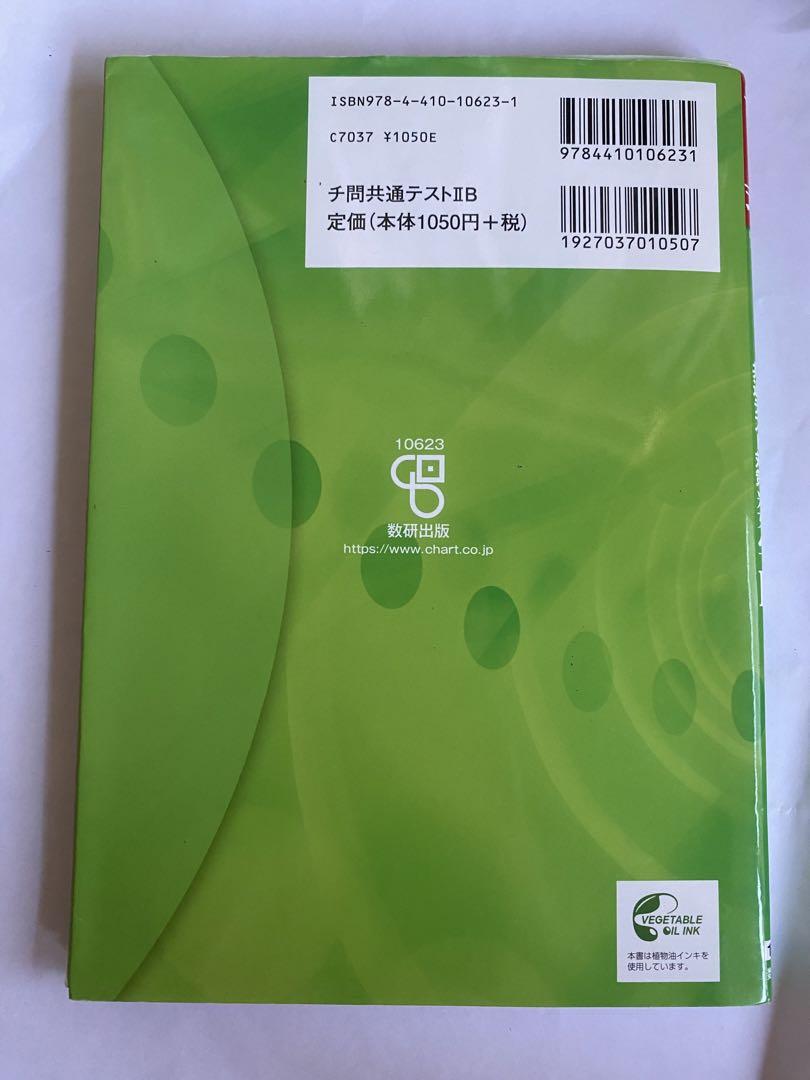 ISBN978-4-410-10623-1
C7037 ¥1050E
9784410106231
チ問共通テストⅡB
定価(本体1050円+税)
1927037010507
10623
数研出版
https://www.chart.co.jp
VEGETABLE
OIL INK
本書は植物油インキを
使用しています。